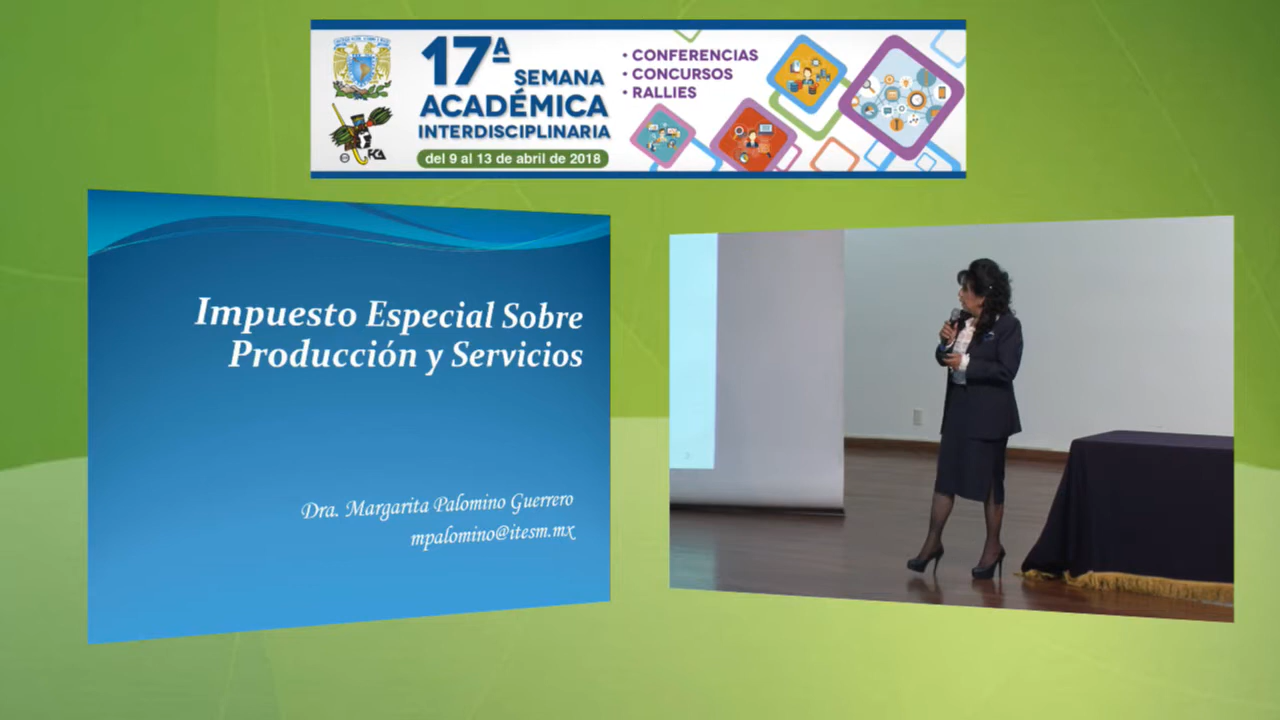 17ª
SEMANA
ACADÉMICA
INTERDISCIPLINARIA
del 9 al 13 de abril de 2018
• CONFERENCIAS
• CONCURSOS
• RALLIES
FCA
Impuesto Especial Sobre
Producción y Servicios
Dra. Margarita Palomino Guerrero
mpalomino@itesm.mx